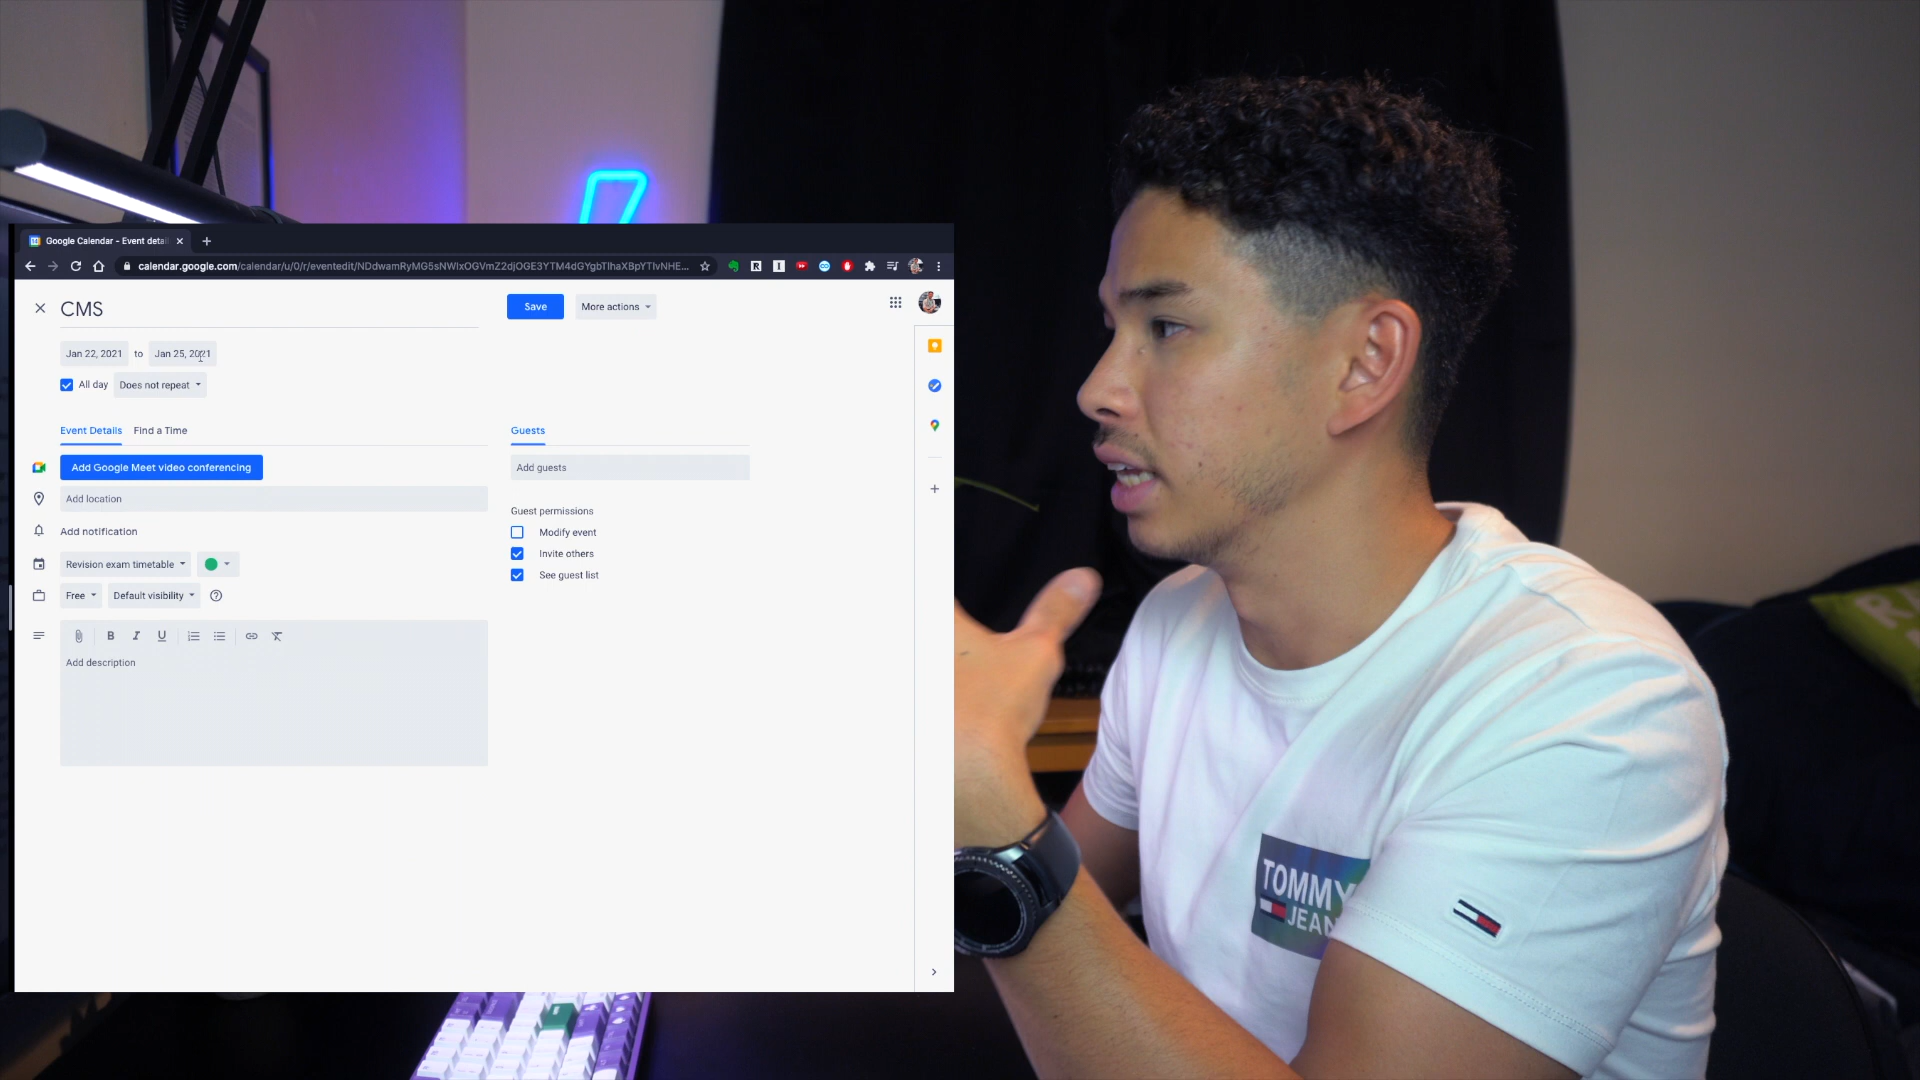 Google Calendar - Event detai
calendar.google.com/calendar/u/0/r/eventedit/
CMS
Save
More actions
Jan 22, 2021 to Jan 25, 2021
All day
Does not repeat
Event Details
Find a Time
Guests
Add Google Meet video conferencing
Add guests
Add location
Guest permissions
Add notification
Modify event
Invite others
Revision exam timetable
See guest list
Free
Default visibility
B I U
Add description
TOMMY
JEAN